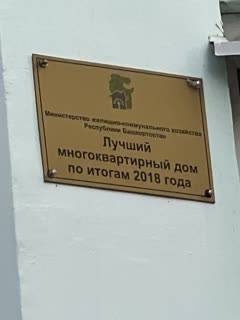 Министерство жилищно-коммунального хозяйства
Республики Башкортостан
Лучший
многоквартирный дом
по итогам 2018 года